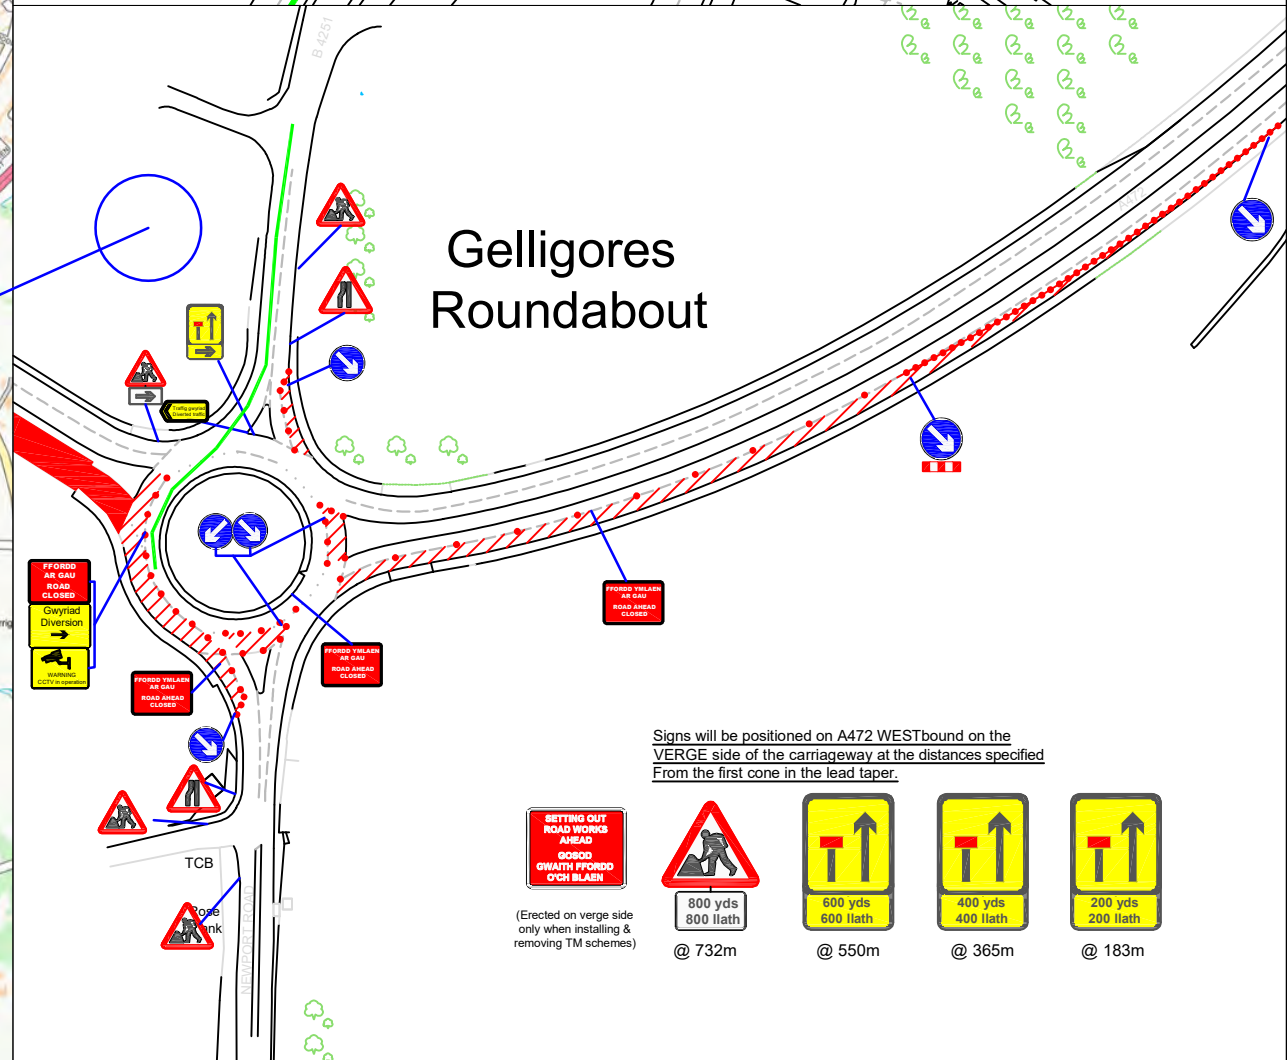 B 4251
Gelligores
Roundabout
A472
Traffig gwyriad
Diverted traffic
FFORDD
AR GAU
ROAD
CLOSED
Gwyriad
Diversion
WARNING
CCTV in operation
FFORDD YMLAEN
AR GAU
ROAD AHEAD
CLOSED
FFORDD YMLAEN
AR GAU
ROAD AHEAD
CLOSED
FFORDD YMLAEN
AR GAU
ROAD AHEAD
CLOSED
TCB
NEWPORT ROAD
Signs will be positioned on A472 WESTbound on the
VERGE side of the carriageway at the distances specified
From the first cone in the lead taper.
SETTING OUT
ROAD WORKS
AHEAD
GOSOD
GWAITH FFORDD
O'CH BLAEN
(Erected on verge side
only when installing &
removing TM schemes)
800 yds
800 llath
@ 732m
600 yds
600 llath
@ 550m
400 yds
400 llath
@ 365m
200 yds
200 llath
@ 183m